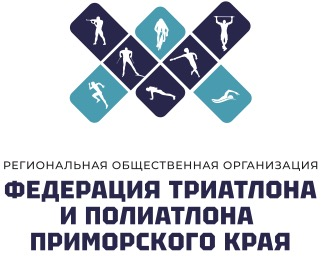 РЕГИОНАЛЬНАЯ ОБЩЕСТВЕННАЯ ОРГАНИЗАЦИЯ
ФЕДЕРАЦИЯ ТРИАТЛОНА
И ПОЛИАТЛОНА
ПРИМОРСКОГО КРАЯ